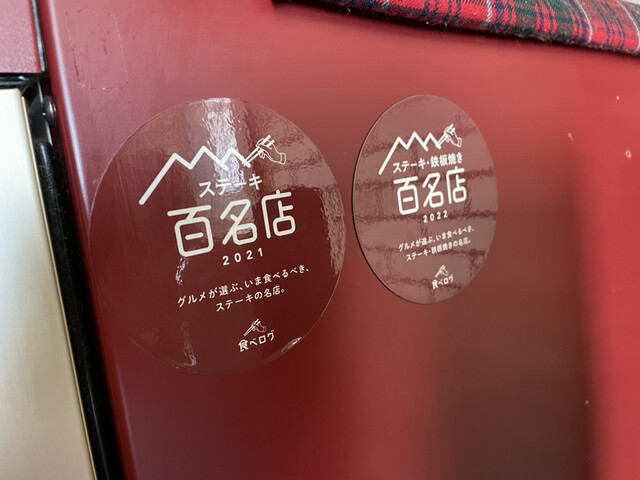 ステーキ
百名店
2021
グルメが選ぶ、いま食べるべき、
ステーキの名店。
食べログ
ステーキ・鉄板焼き
百名店
2022
グルメが選ぶ、いま食べるべき、
ステーキ・鉄板焼きの名店。
食べログ